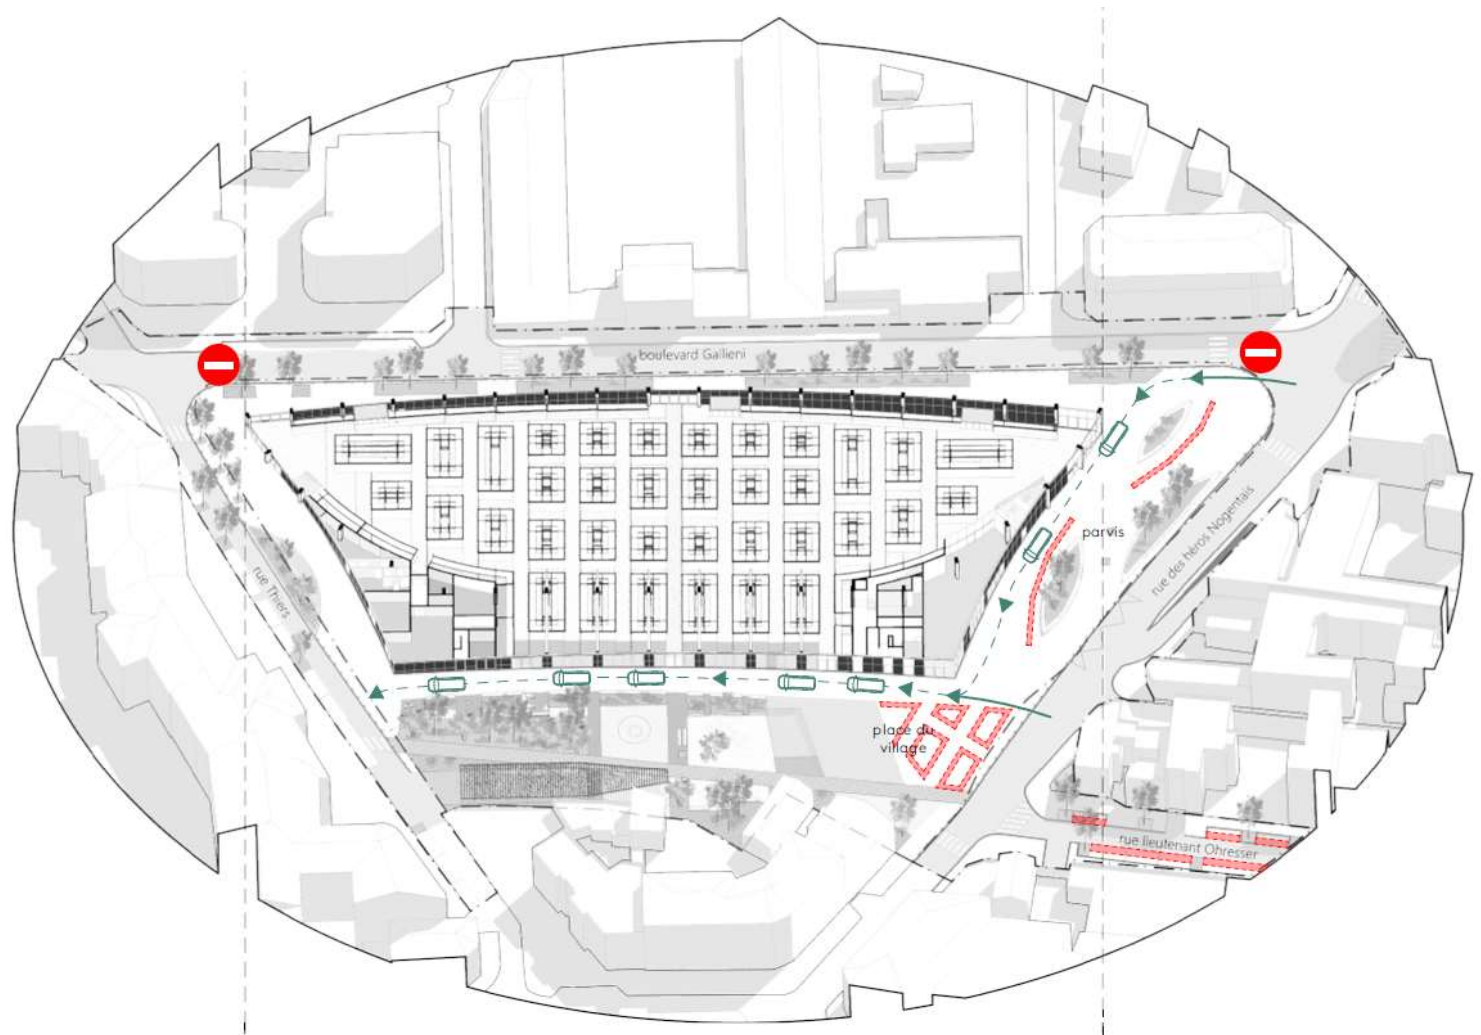 boulevard Gallieni
rue Thiers
parvis
rue des héros Nogentais
place du
village
rue lieutenant Ohresser